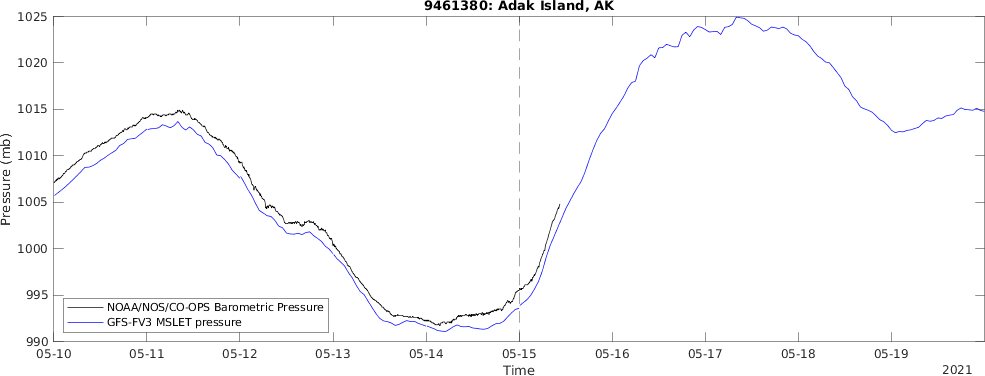 9461380: Adak Island, AK
Pressure (mb)
1025
1020
1015
1010
1005
1000
995
990
NOAA/NOS/CO-OPS Barometric Pressure
GFS-FV3 MSLET pressure
05-10 05-11 05-12 05-13 05-14 05-15 05-16 05-17 05-18 05-19
Time
2021